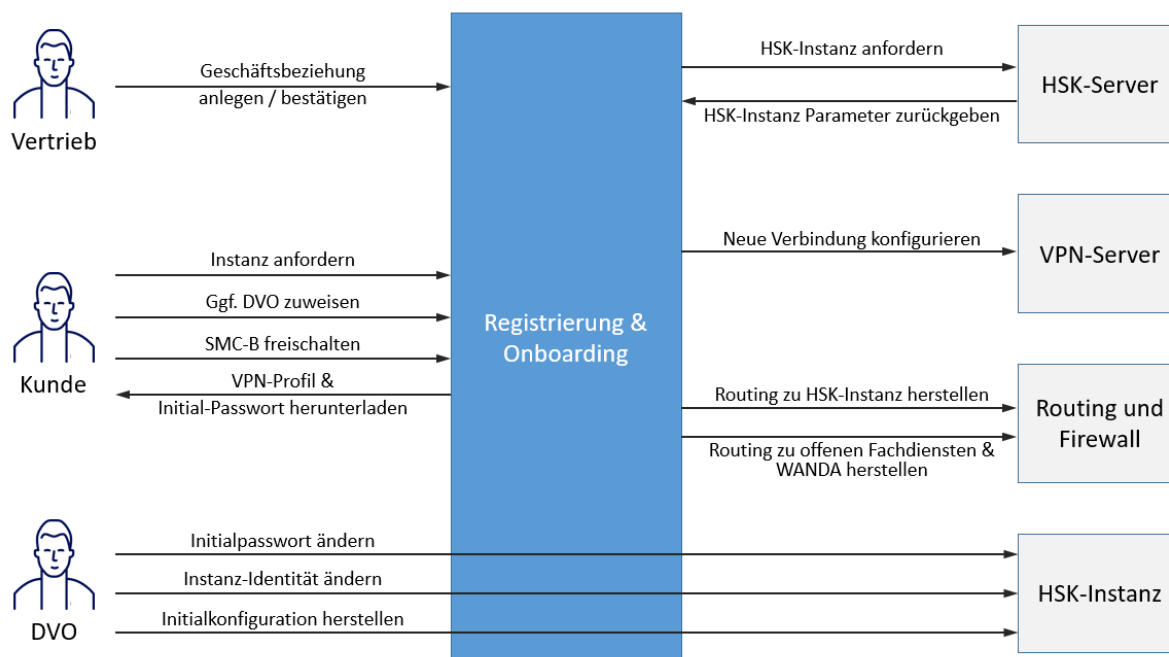 Geschäftsbeziehung
anlegen / bestätigen
Vertrieb
HSK-Instanz anfordern
HSK-Instanz Parameter zurückgeben
HSK-Server
Neue Verbindung konfigurieren
VPN-Server
Instanz anfordern
Ggf. DVO zuweisen
SMC-B freischalten
VPN-Profil &
Initial-Passwort herunterladen
Kunde
Registrierung &
Onboarding
Routing zu HSK-Instanz herstellen
Routing zu offenen Fachdiensten &
WANDA herstellen
Routing und
Firewall
Initialpasswort ändern
Instanz-Identität ändern
Initialkonfiguration herstellen
DVO
HSK-Instanz